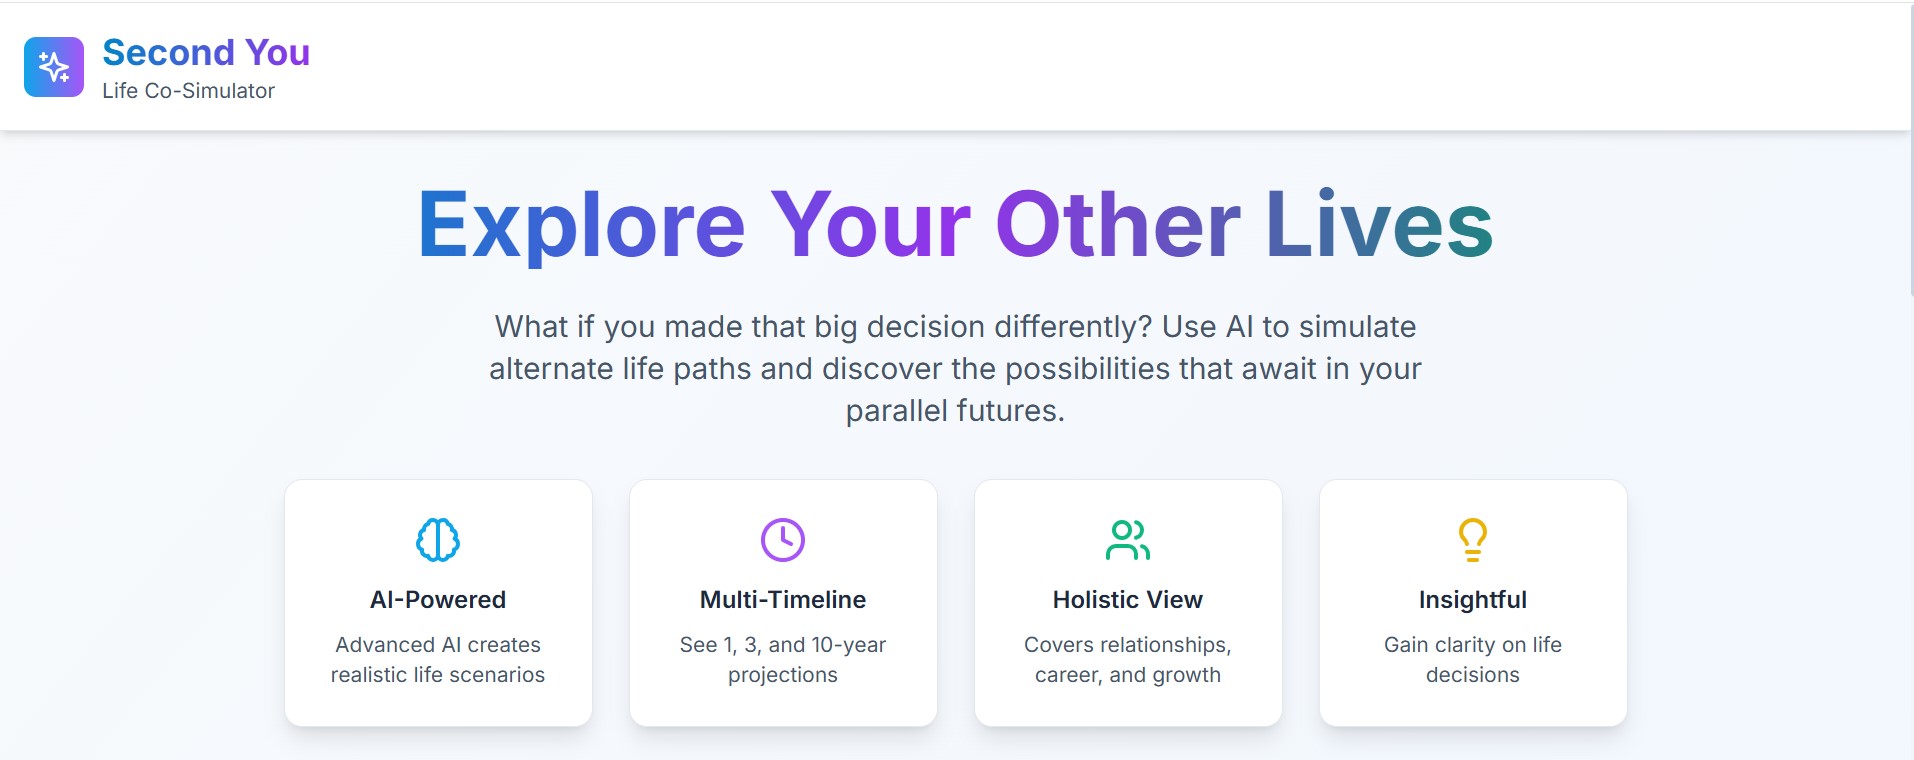 Second You
Life Co-Simulator
Explore Your Other Lives
What if you made that big decision differently? Use AI to simulate
alternate life paths and discover the possibilities that await in your
parallel futures.
AI-Powered
Advanced AI creates
realistic life scenarios
Multi-Timeline
See 1, 3, and 10-year
projections
Holistic View
Covers relationships,
career, and growth
Insightful
Gain clarity on life
decisions